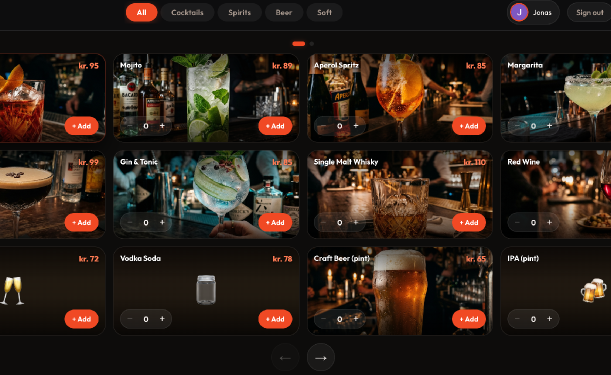 All Cocktails Spirits Beer Soft
J Jonas Sign out
kr. 95 Mojito kr. 89 Aperol Spritz kr. 85 Margarita
BACARDI
+ Add − 0 + + Add − 0 + + Add − 0 +
kr. 99 Gin & Tonic kr. 85 Single Malt Whisky kr. 110 Red Wine
+ Add − 0 + + Add − 0 + + Add − 0 +
kr. 72 Vodka Soda kr. 78 Craft Beer (pint) kr. 65 IPA (pint)
+ Add − 0 + + Add − 0 + + Add − 0 +
← →